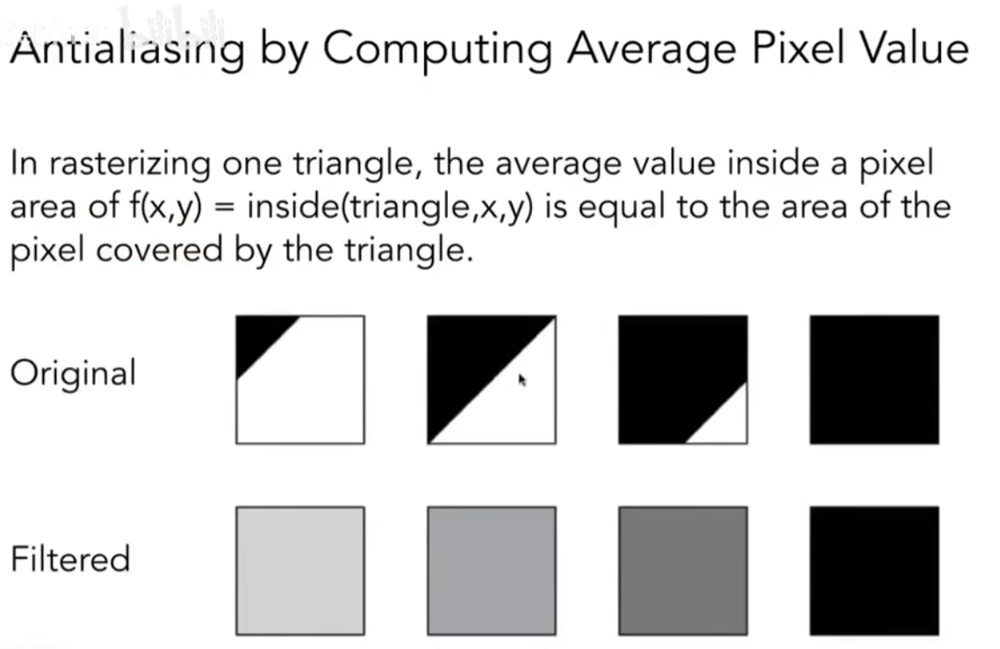 Antialiasing by Computing Average Pixel Value
In rasterizing one triangle, the average value inside a pixel
area of f(x,y) = inside(triangle,x,y) is equal to the area of the
pixel covered by the triangle.
Original
Filtered